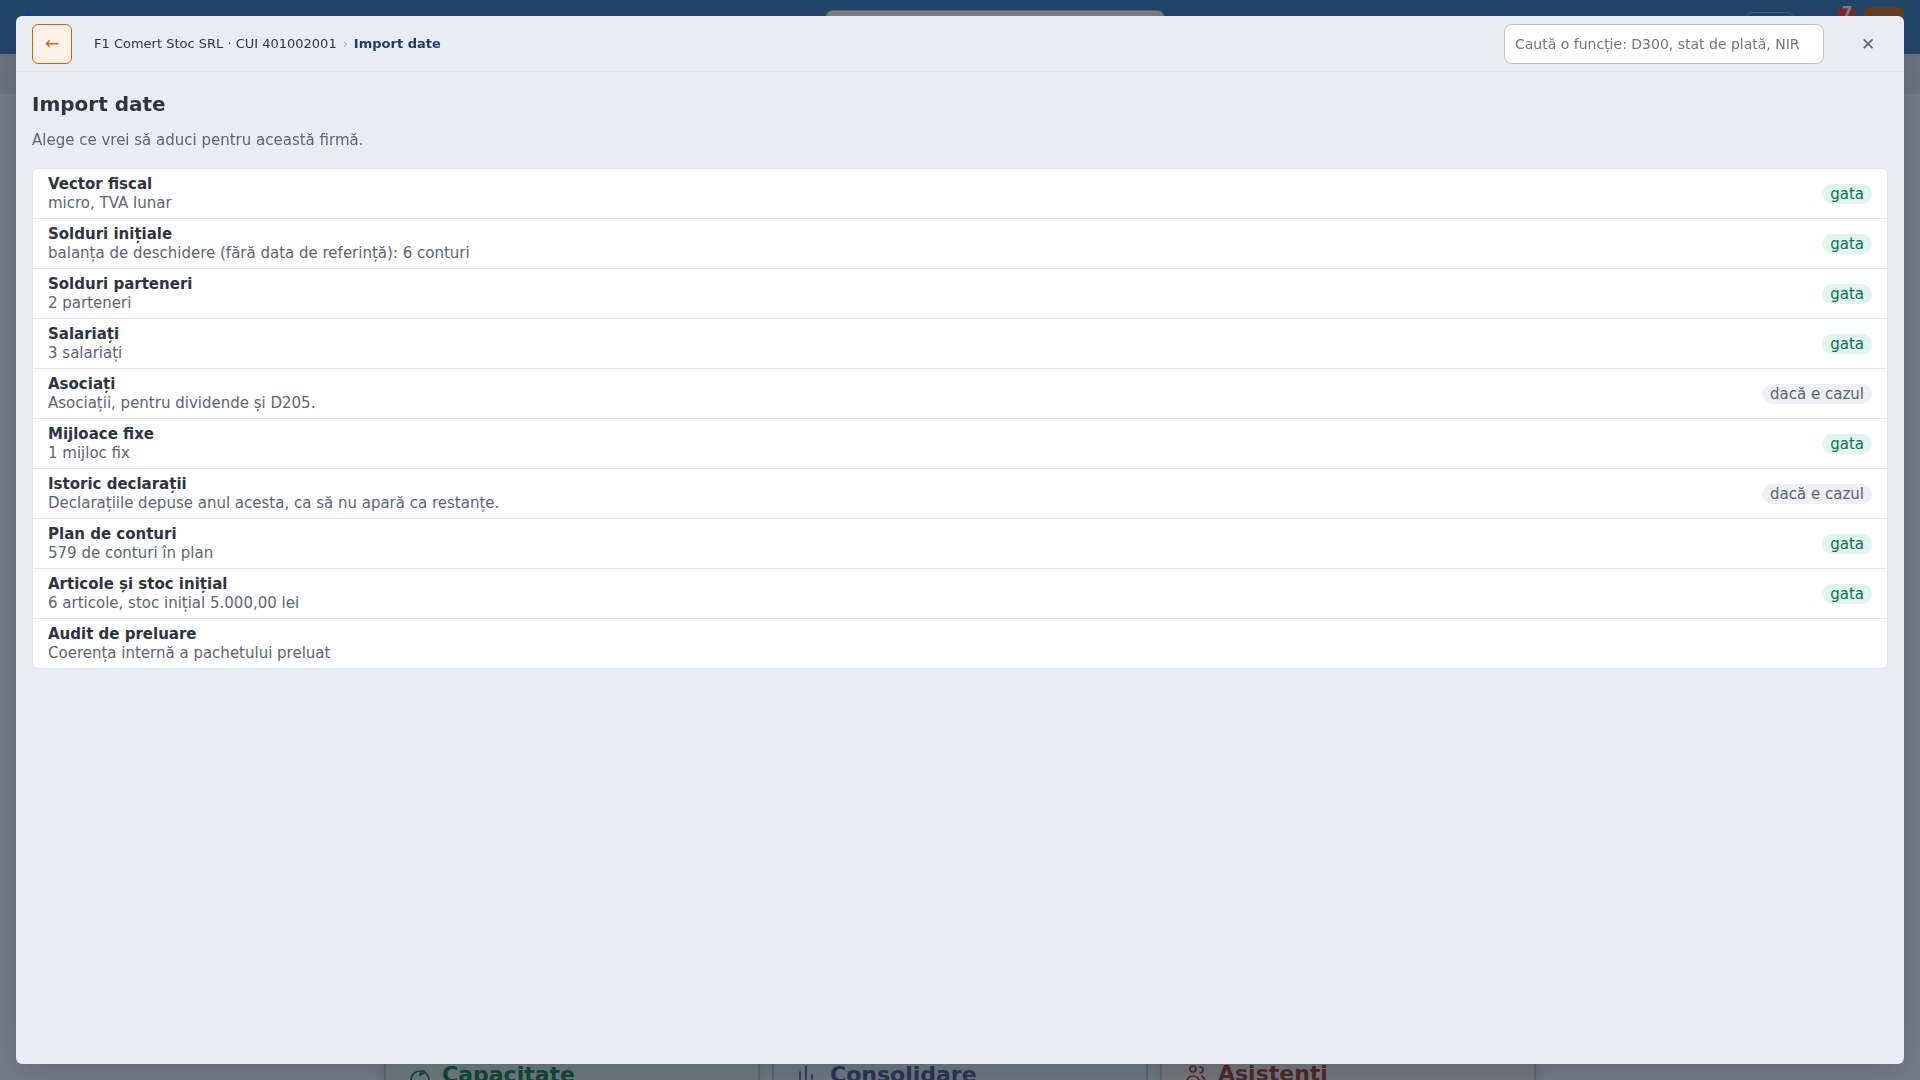 7
←
F1 Comert Stoc SRL · CUI 401002001 › Import date
Caută o funcție: D300, stat de plată, NIR
✕
Import date
Alege ce vrei să aduci pentru această firmă.
Vector fiscal
micro, TVA lunar
gata
Solduri inițiale
balanța de deschidere (fără data de referință): 6 conturi
gata
Solduri parteneri
2 parteneri
gata
Salariați
3 salariați
gata
Asociați
Asociații, pentru dividende și D205.
dacă e cazul
Mijloace fixe
1 mijloc fix
gata
Istoric declarații
Declarațiile depuse anul acesta, ca să nu apară ca restanțe.
dacă e cazul
Plan de conturi
579 de conturi în plan
gata
Articole și stoc inițial
6 articole, stoc inițial 5.000,00 lei
gata
Audit de preluare
Coerența internă a pachetului preluat
Capacitate
Consolidare
Asistenți